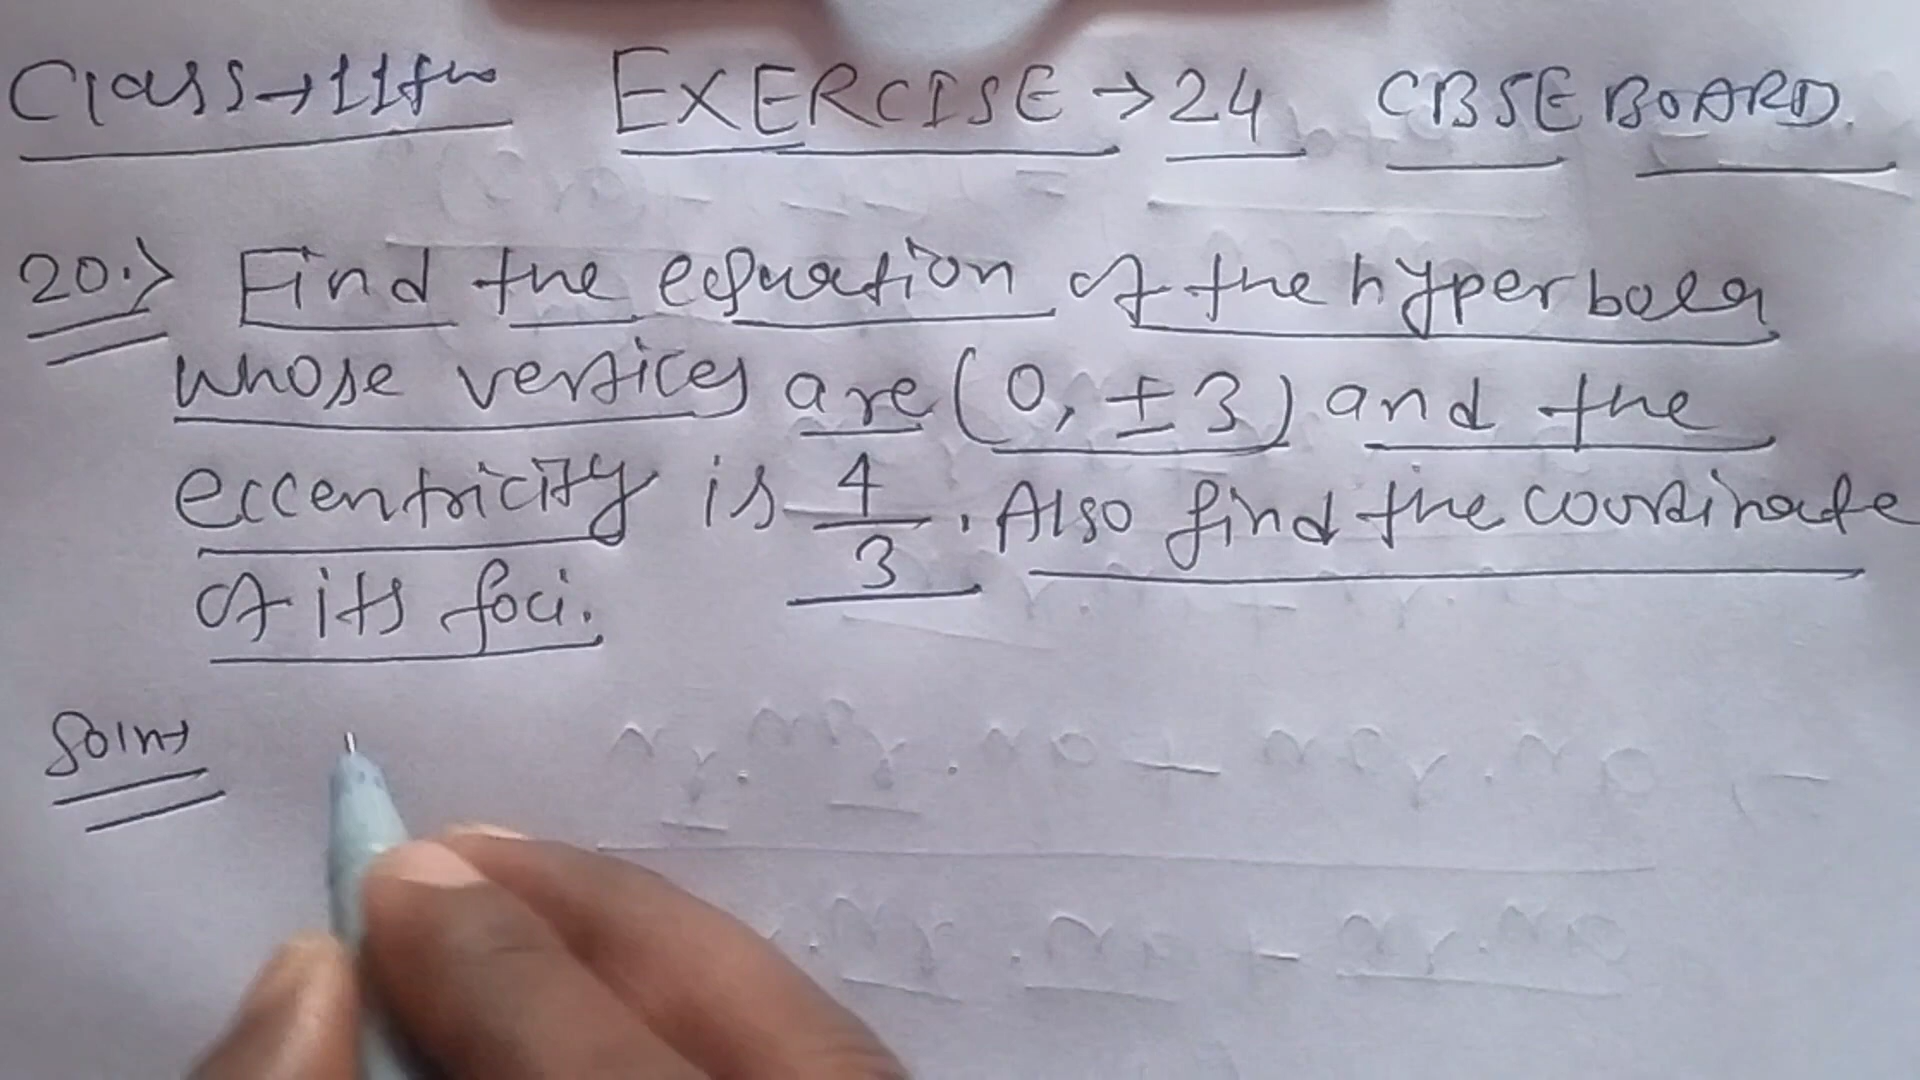 Class→11th EXERCISE→24 CBSE BOARD.
20.> Find the equation of the hyperbola
whose vertices are (0, ±3) and the
eccentricity is 4/3. Also find the coordinate
of its foci.
Soln→